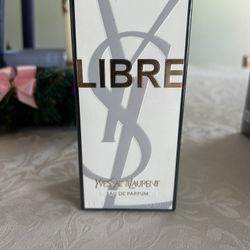 LIBRE
YVES SAINT LAURENT
EAU DE PARFUM